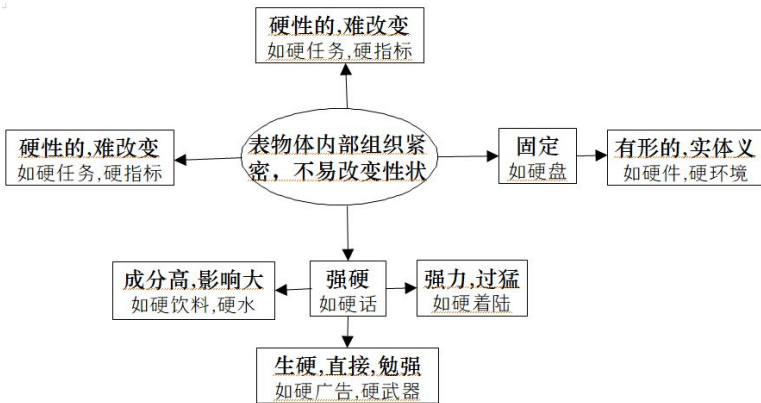 硬性的,难改变
如硬任务,硬指标
硬性的,难改变
如硬任务,硬指标
表物体内部组织紧
密，不易改变性状
固定
如硬盘
有形的,实体义
如硬件,硬环境
成分高,影响大
如硬饮料,硬水
强硬
如硬话
强力,过猛
如硬着陆
生硬,直接,勉强
如硬广告,硬武器